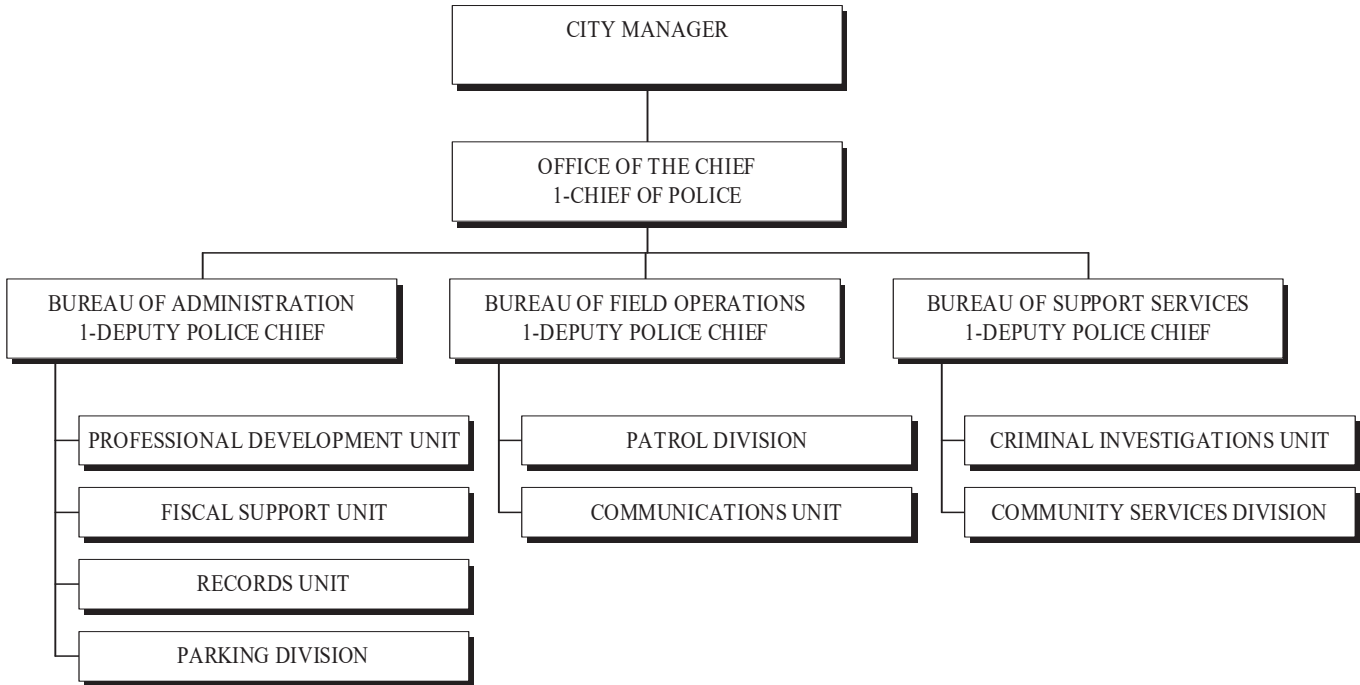 CITY MANAGER
OFFICE OF THE CHIEF
1-CHIEF OF POLICE
BUREAU OF ADMINISTRATION
1-DEPUTY POLICE CHIEF
BUREAU OF FIELD OPERATIONS
1-DEPUTY POLICE CHIEF
BUREAU OF SUPPORT SERVICES
1-DEPUTY POLICE CHIEF
PROFESSIONAL DEVELOPMENT UNIT
FISCAL SUPPORT UNIT
RECORDS UNIT
PARKING DIVISION
PATROL DIVISION
COMMUNICATIONS UNIT
CRIMINAL INVESTIGATIONS UNIT
COMMUNITY SERVICES DIVISION